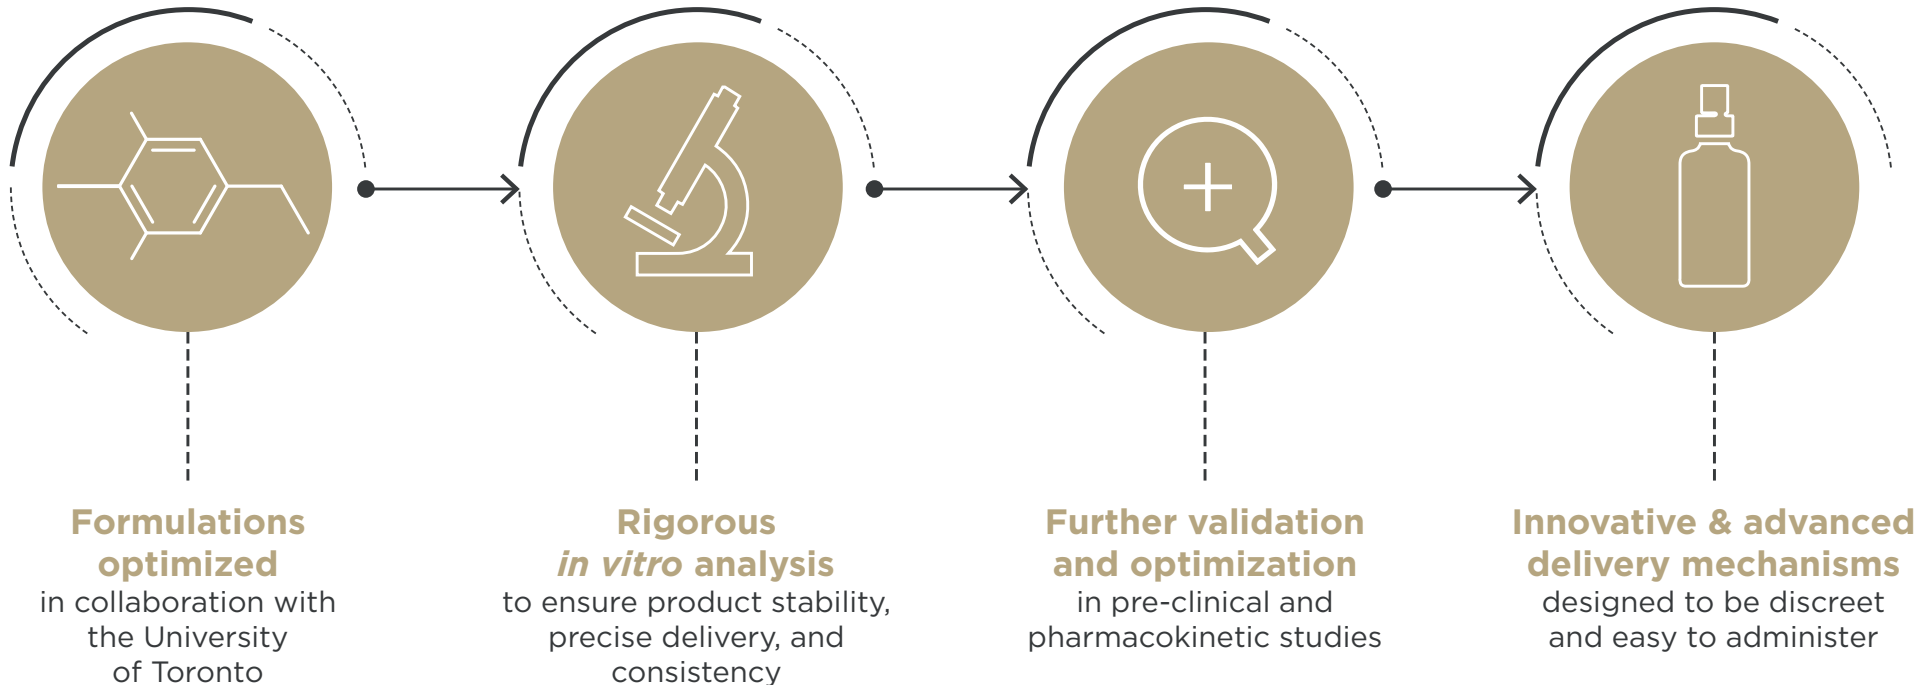 Formulations
optimized
in collaboration with
the University
of Toronto
Rigorous
in vitro analysis
to ensure product stability,
precise delivery, and
consistency
Further validation
and optimization
in pre-clinical and
pharmacokinetic studies
Innovative & advanced
delivery mechanisms
designed to be discreet
and easy to administer